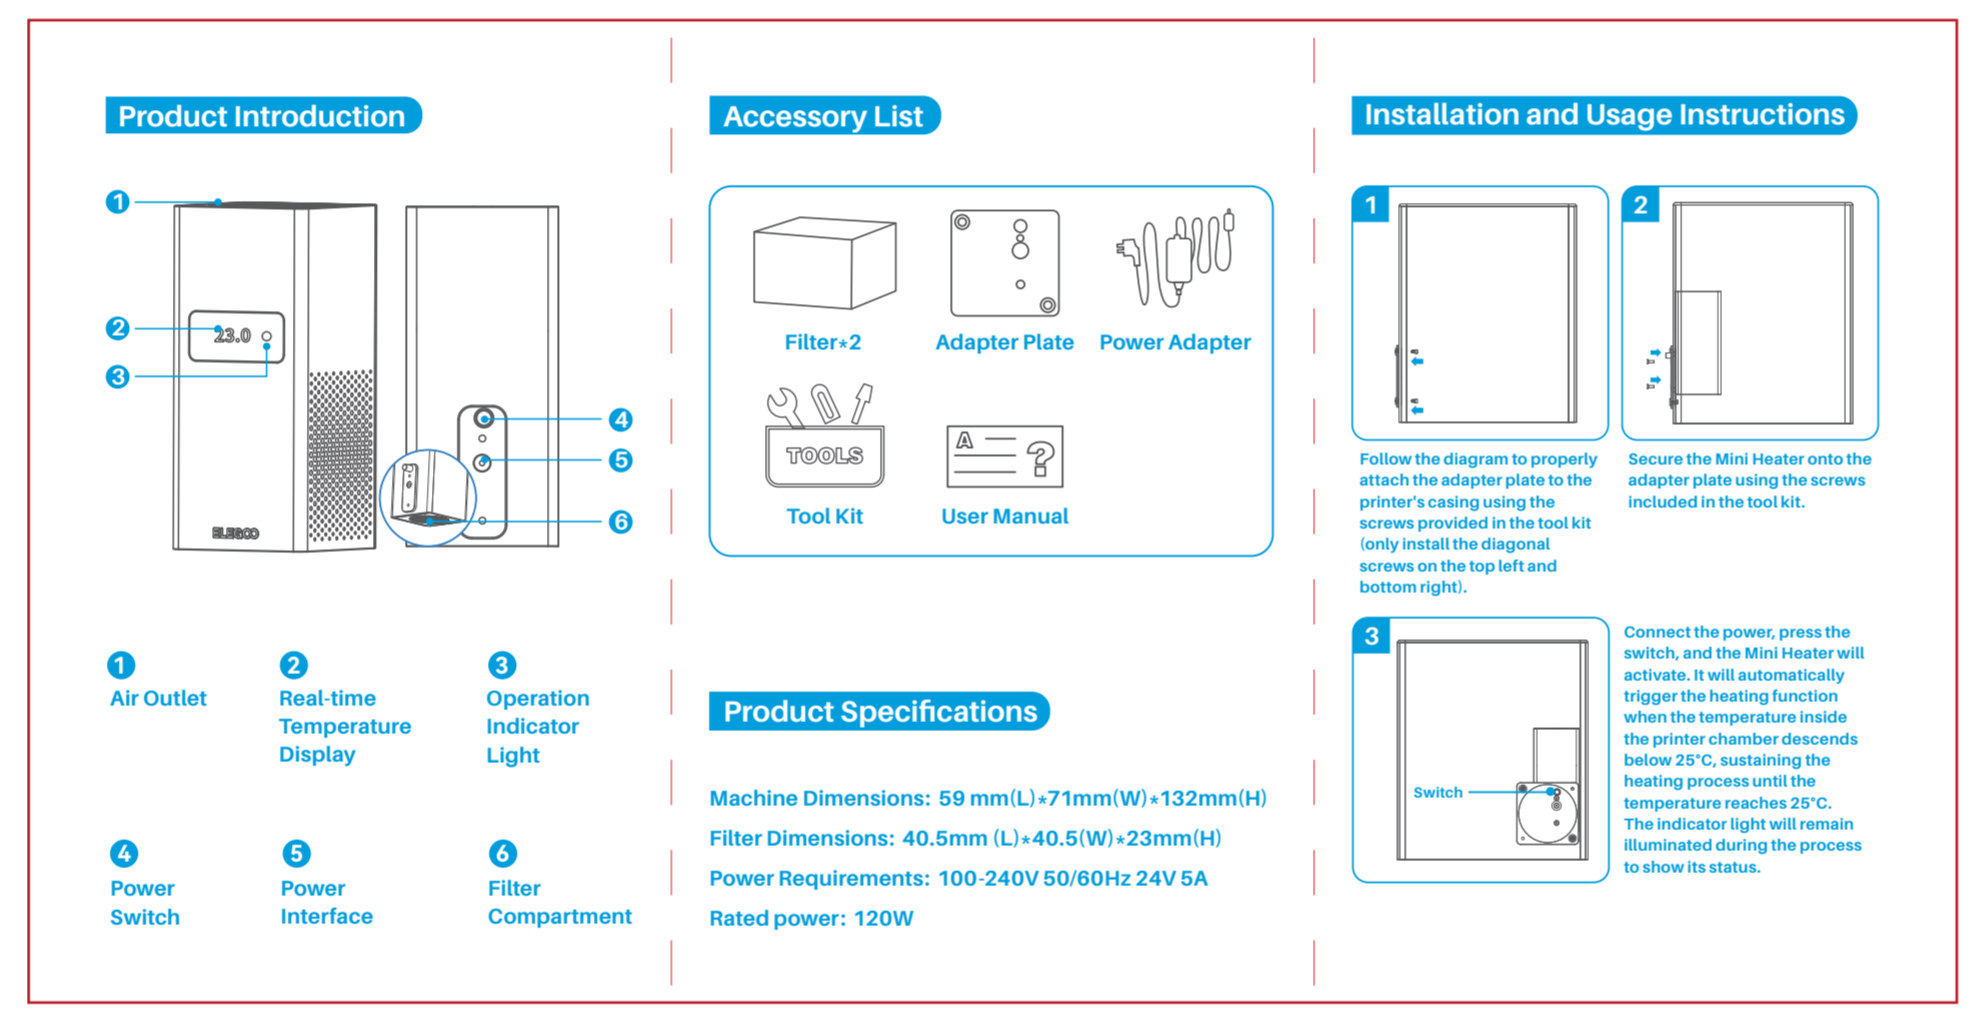 Product Introduction
1
2
23.0
3
ELEGOO
4
5
6
1
Air Outlet
2
Real-time
Temperature
Display
3
Operation
Indicator
Light
4
Power
Switch
5
Power
Interface
6
Filter
Compartment
Accessory List
Filter*2
Adapter Plate
Power Adapter
TOOLS
Tool Kit
A
?
User Manual
Product Specifications
Machine Dimensions: 59 mm(L)*71mm(W)*132mm(H)
Filter Dimensions: 40.5mm (L)*40.5(W)*23mm(H)
Power Requirements: 100-240V 50/60Hz 24V 5A
Rated power: 120W
Installation and Usage Instructions
1
Follow the diagram to properly
attach the adapter plate to the
printer's casing using the
screws provided in the tool kit
(only install the diagonal
screws on the top left and
bottom right).
2
Secure the Mini Heater onto the
adapter plate using the screws
included in the tool kit.
3
Switch
Connect the power, press the
switch, and the Mini Heater will
activate. It will automatically
trigger the heating function
when the temperature inside
the printer chamber descends
below 25°C, sustaining the
heating process until the
temperature reaches 25°C.
The indicator light will remain
illuminated during the process
to show its status.